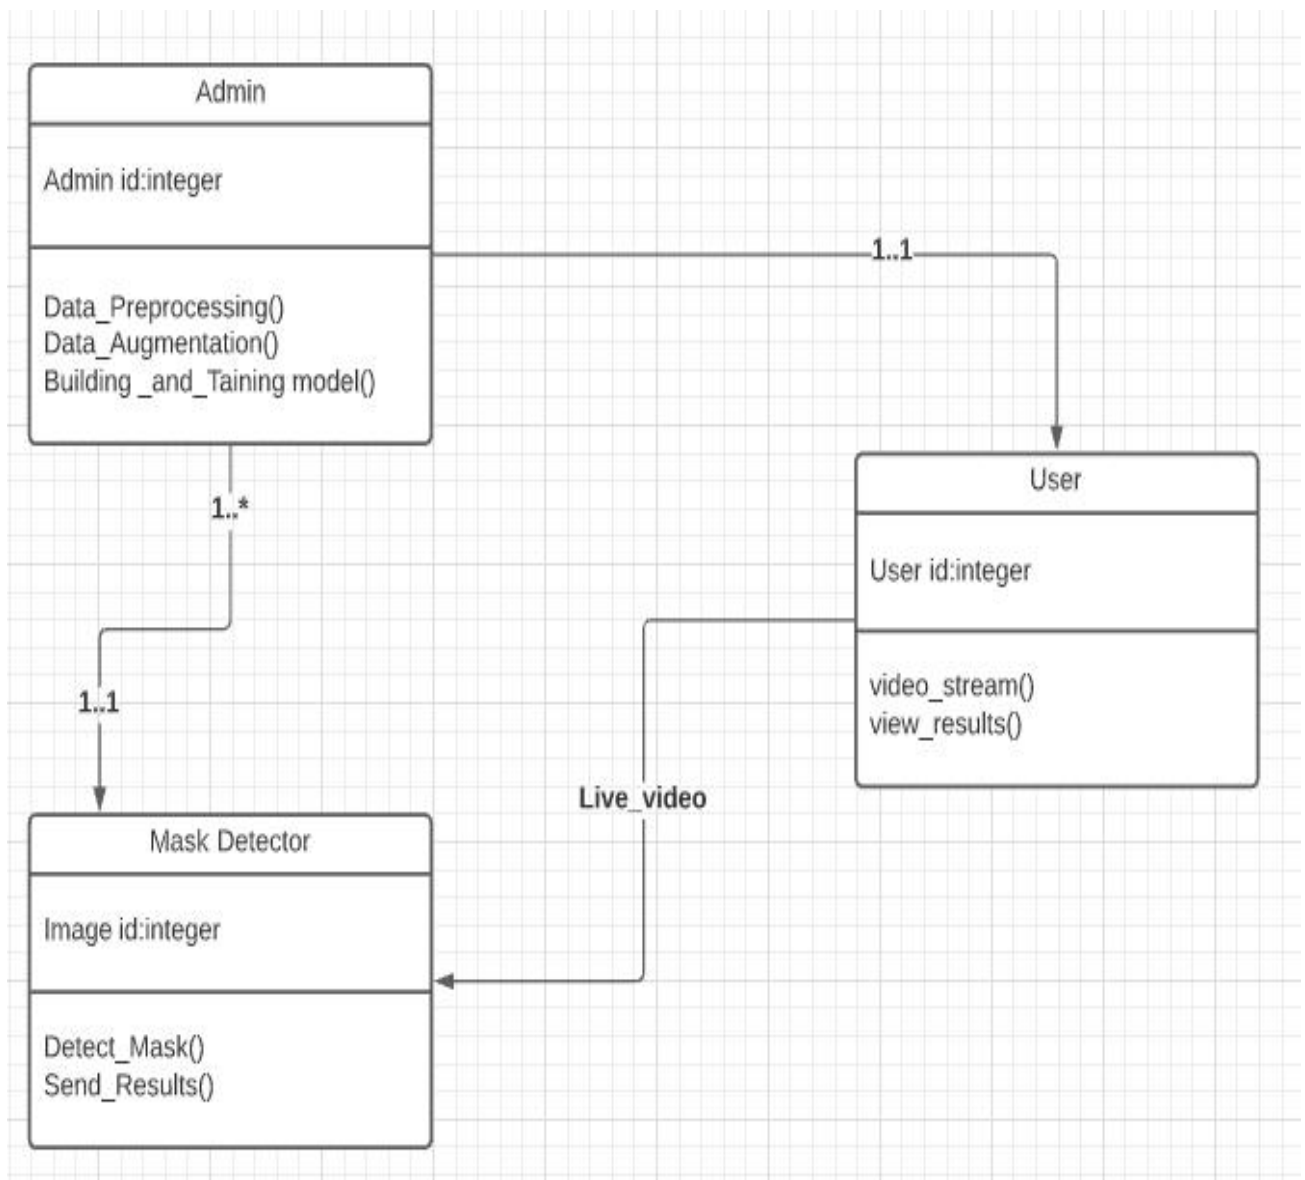 Admin
Admin id:integer
Data_Preprocessing()
Data_Augmentation()
Building _and_Taining model()
1..1
1..*
1..1
User
User id:integer
video_stream()
view_results()
Live_video
Mask Detector
Image id:integer
Detect_Mask()
Send_Results()